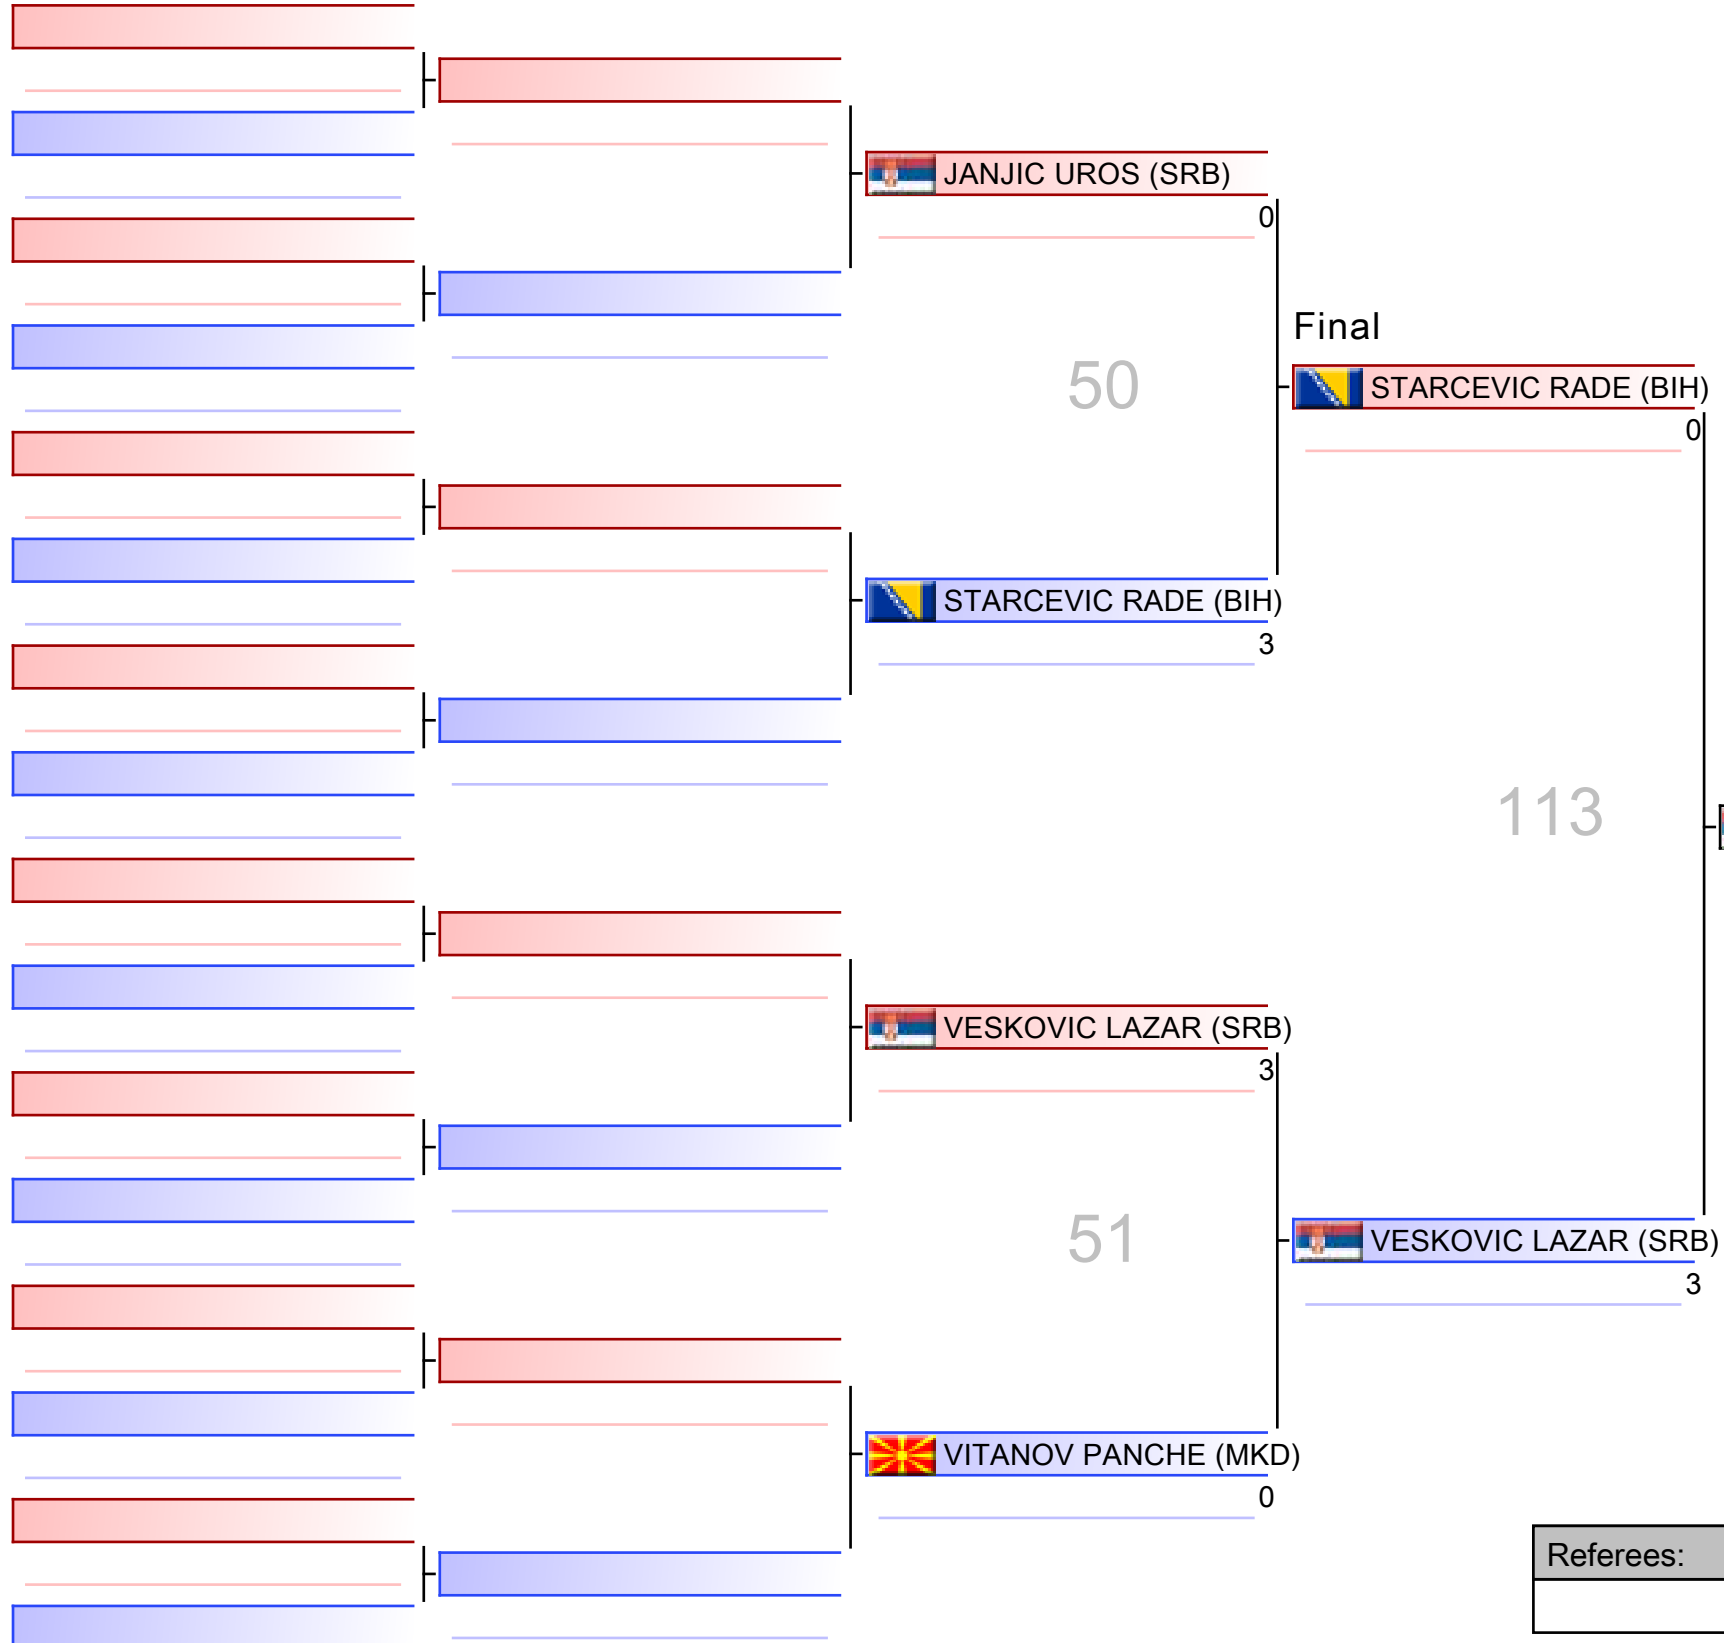 JANJIC UROS (SRB)
0
Final
50
STARCEVIC RADE (BIH)
0
STARCEVIC RADE (BIH)
3
113
VESKOVIC LAZAR (SRB)
3
51
VESKOVIC LAZAR (SRB)
3
VITANOV PANCHE (MKD)
0
Referees: